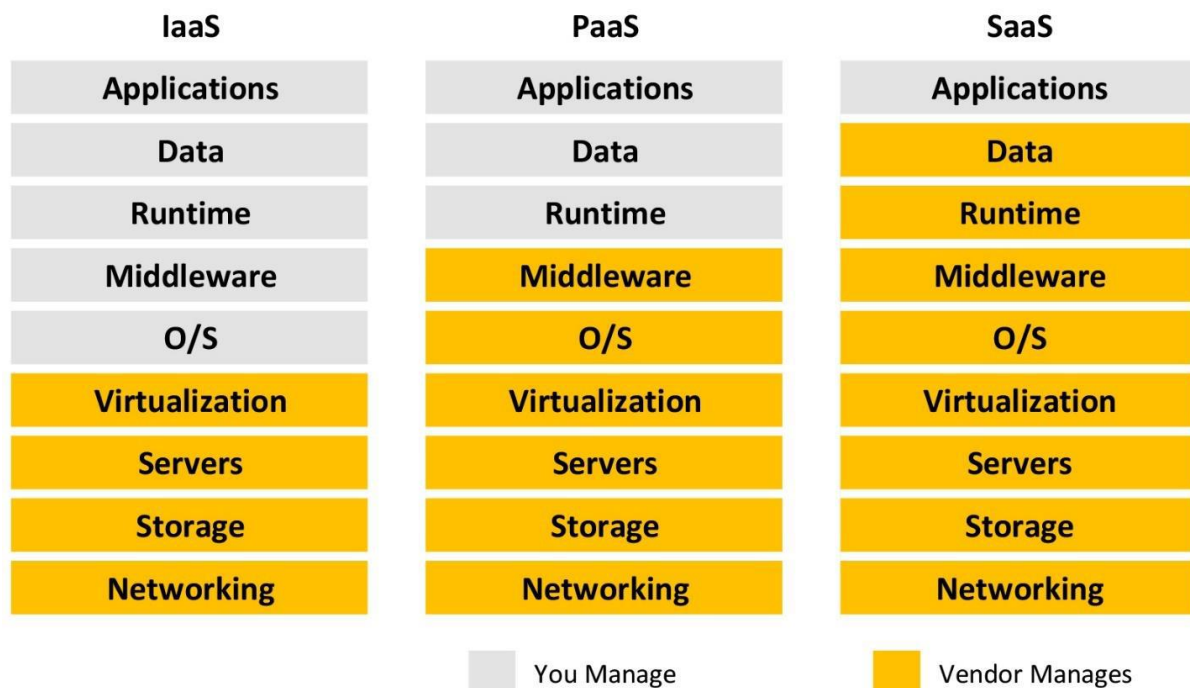 IaaS
PaaS
SaaS
Applications
Applications
Applications
Data
Data
Data
Runtime
Runtime
Runtime
Middleware
Middleware
Middleware
O/S
O/S
O/S
Virtualization
Virtualization
Virtualization
Servers
Servers
Servers
Storage
Storage
Storage
Networking
Networking
Networking
You Manage
Vendor Manages